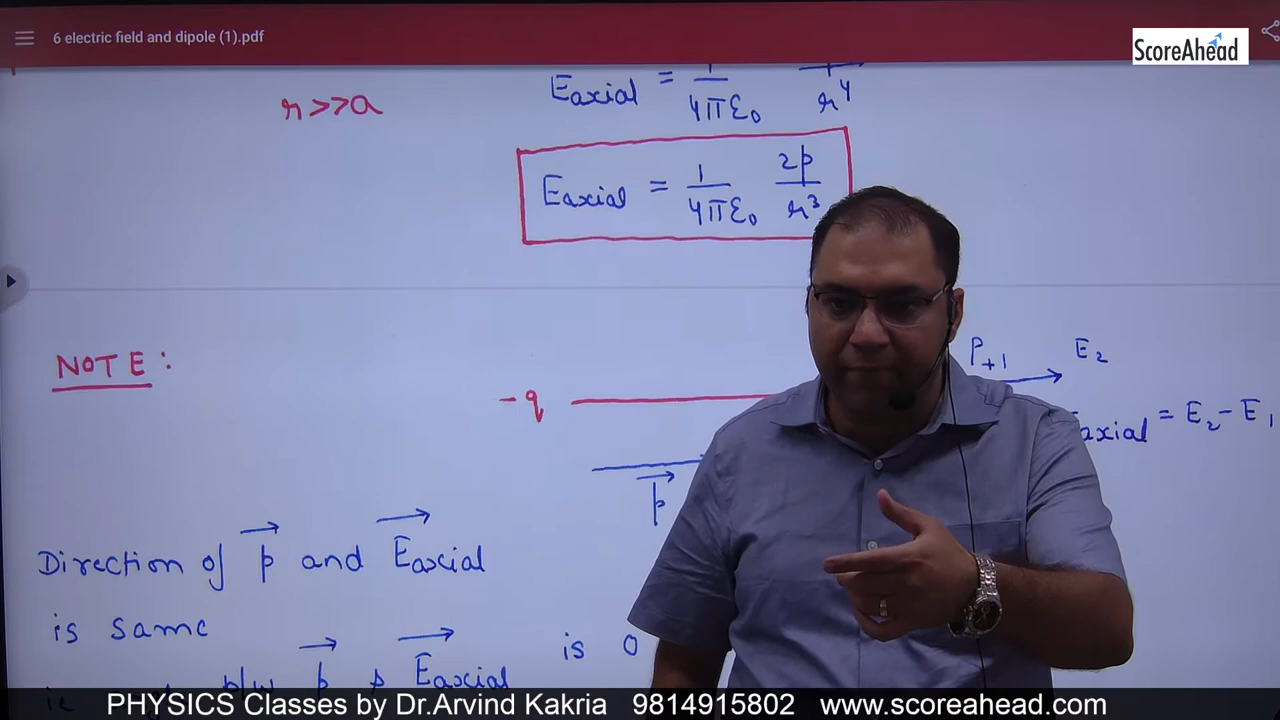 6 electric field and dipole (1).pdf
ScoreAhead
r>>a
Eaxial = 1/4πε₀ r⁴
Eaxial = 1/4πε₀ 2p/r³
NOTE:
-q
P+1
E₂
axial = E₂ - E₁
p
Direction of p and Eaxial
is same
is 0
ie b/w p & Eaxial
PHYSICS Classes by Dr.Arvind Kakria 9814915802 www.scoreahead.com